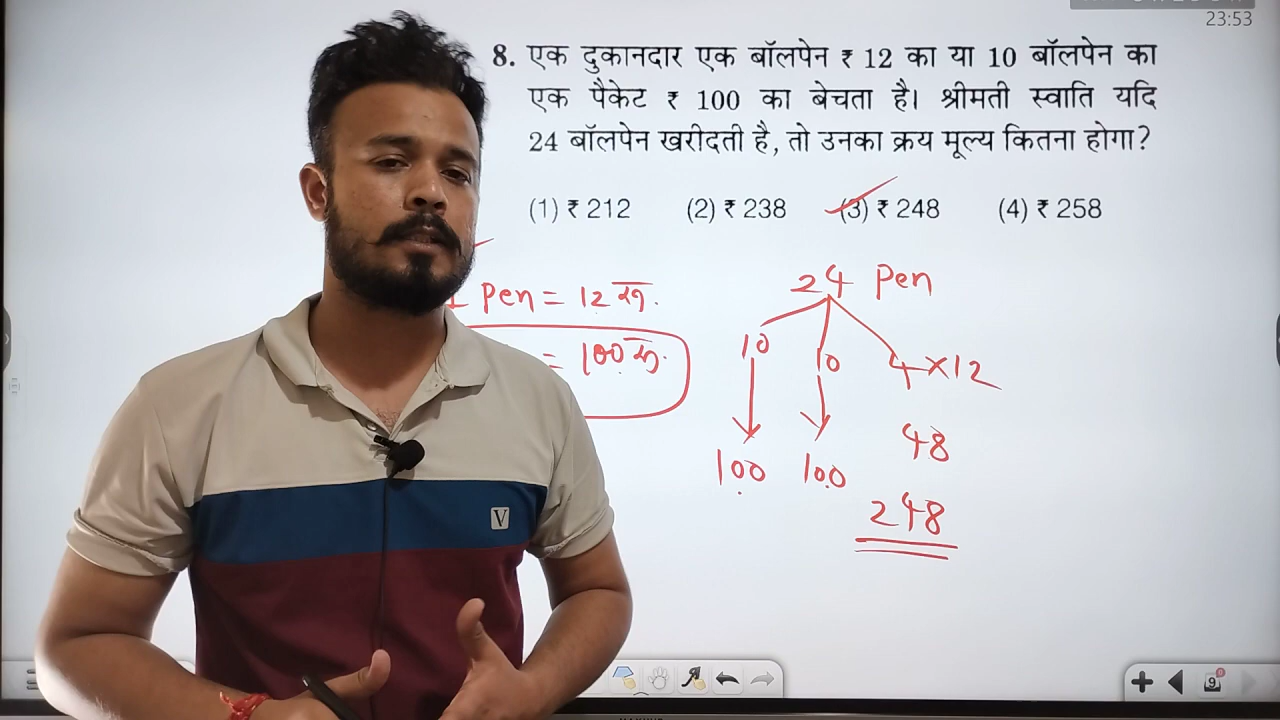 23:53
8. एक दुकानदार एक बॉलपेन ₹ 12 का या 10 बॉलपेन का
एक पैकेट ₹ 100 का बेचता है। श्रीमती स्वाति यदि
24 बॉलपेन खरीदती है, तो उनका क्रय मूल्य कितना होगा?
(1) ₹ 212 (2) ₹ 238 (3) ₹ 248 (4) ₹ 258
24 Pen
1 Pen = 12 रु.
10 10 4×12
= 100 रु.
48
100 100
248
V
9